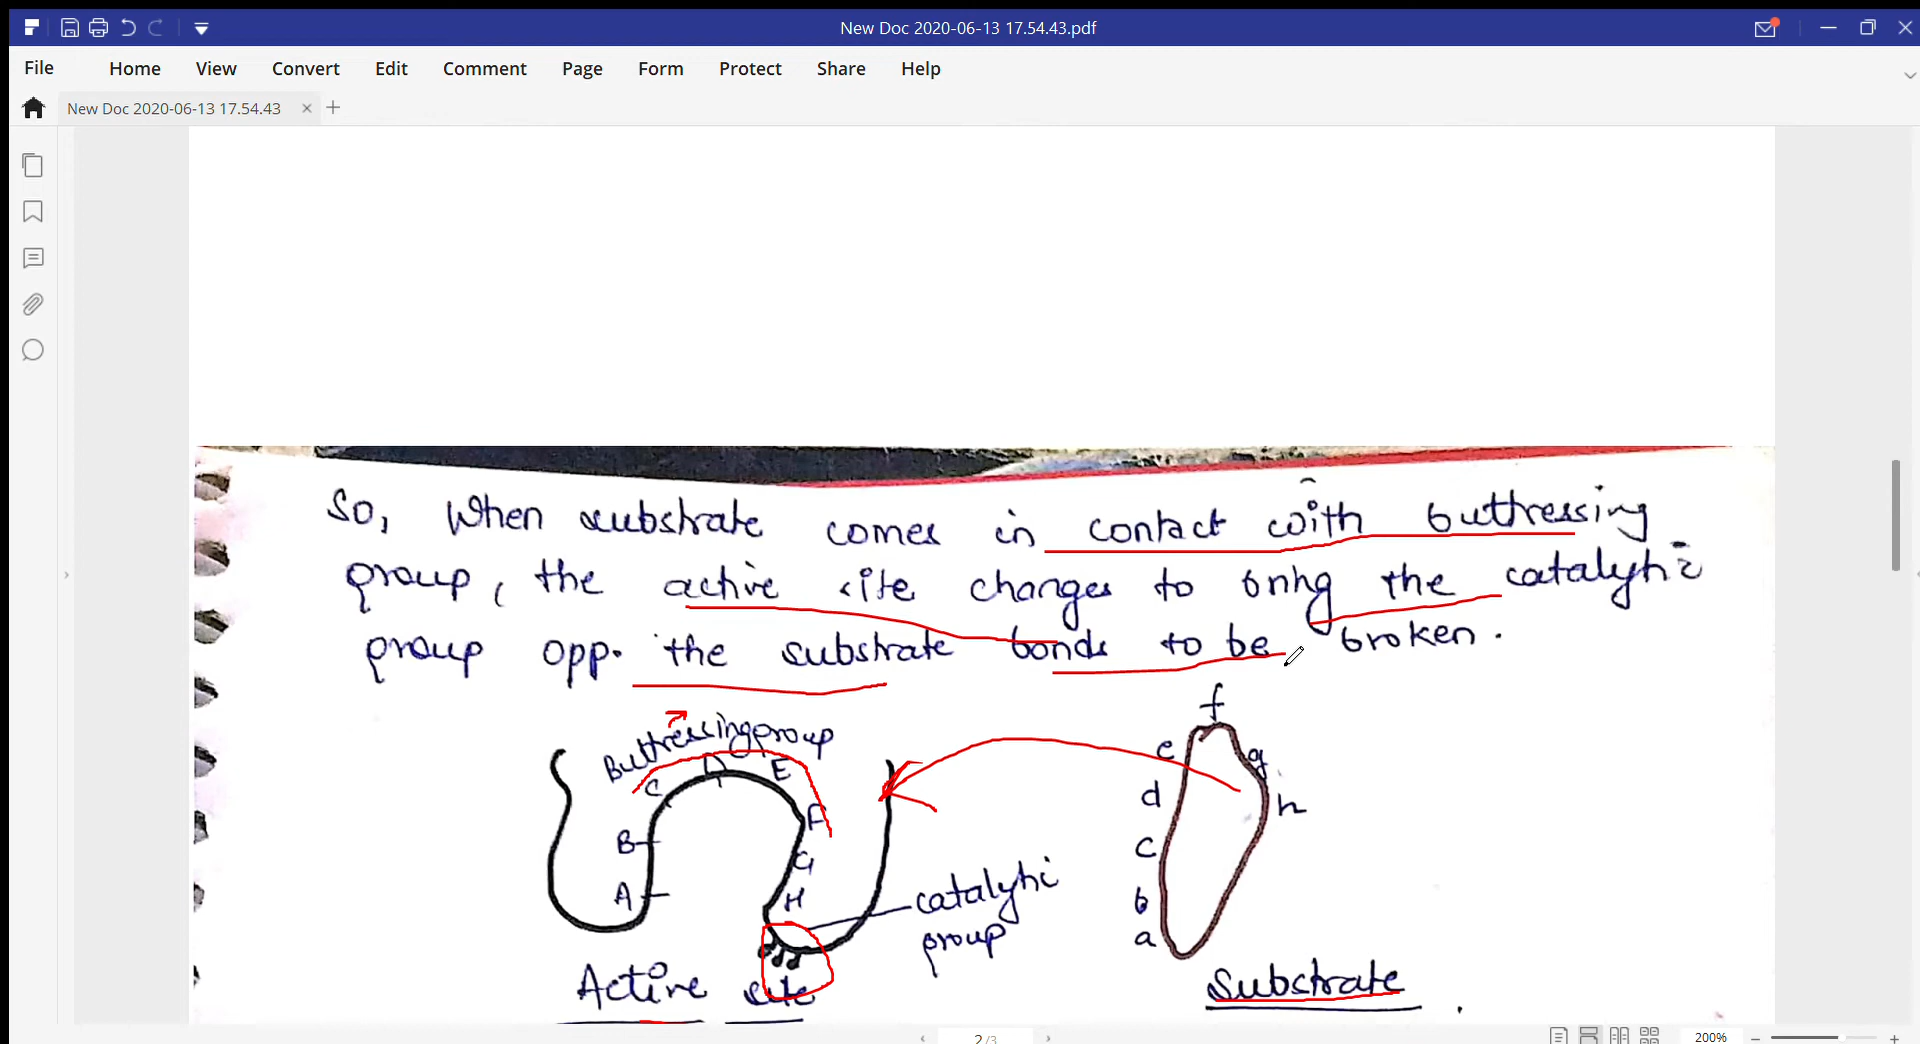 New Doc 2020-06-13 17.54.43.pdf
File Home View Convert Edit Comment Page Form Protect Share Help
New Doc 2020-06-13 17.54.43
So, When substrate comes in contact with buttressing
group, the active site changes to bring the catalytic
group opp. the substrate bonds to be broken.
f
Buttressing group
e
g
C D E
d
h
F
B
c
G
A
H
catalytic
b
group
a
Active site
Substrate
2/3
200%